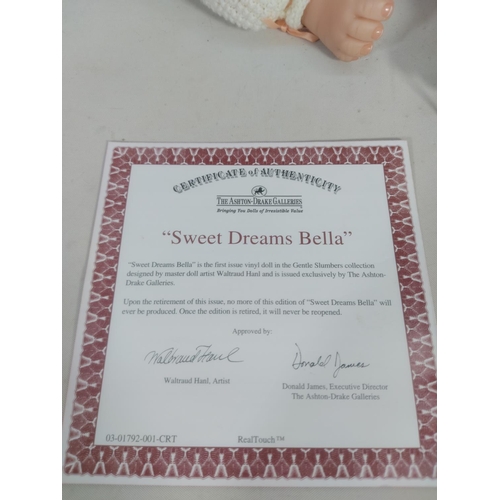 CERTIFICATE of AUTHENTICITY
THE ASHTON-DRAKE GALLERIES
Bringing You Dolls of Irresistible Value
“Sweet Dreams Bella”
“Sweet Dreams Bella” is the first issue vinyl doll in the Gentle Slumbers collection
designed by master doll artist Waltraud Hanl and is issued exclusively by The Ashton-
Drake Galleries.
Upon the retirement of this issue, no more of this edition of “Sweet Dreams Bella” will
ever be produced. Once the edition is retired, it will never be reopened.
Approved by:
Waltraud Hanl Donald James
Waltraud Hanl, Artist Donald James, Executive Director
The Ashton-Drake Galleries
03-01792-001-CRT RealTouch™